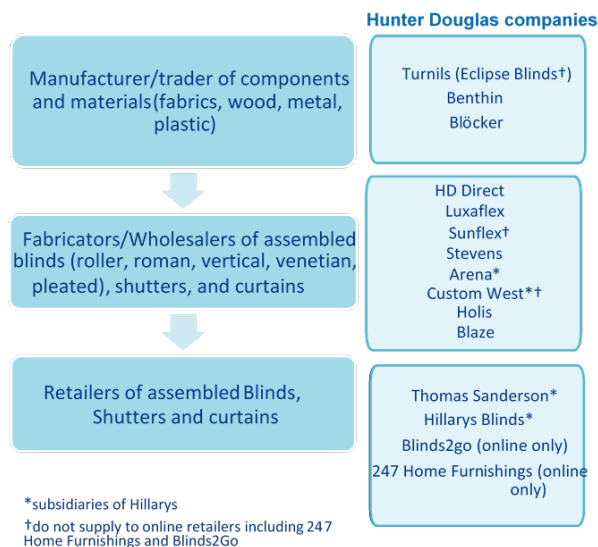 Hunter Douglas companies
Manufacturer/trader of components
and materials(fabrics, wood, metal,
plastic)
Turnils (Eclipse Blinds†)
Benthin
Blöcker
Fabricators/Wholesalers of assembled
blinds (roller, roman, vertical, venetian,
pleated), shutters, and curtains
HD Direct
Luxaflex
Sunflex†
Stevens
Arena*
Custom West*†
Holis
Blaze
Retailers of assembled Blinds,
Shutters and curtains
Thomas Sanderson*
Hillarys Blinds*
Blinds2go (online only)
247 Home Furnishings (online
only)
*subsidiaries of Hillarys
†do not supply to online retailers including 247
Home Furnishings and Blinds2Go